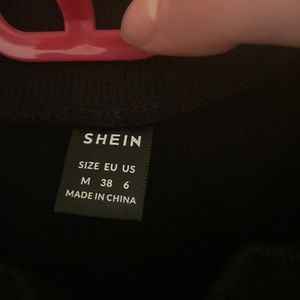 SHEIN
SIZE EU US
M 38 6
MADE IN CHINA